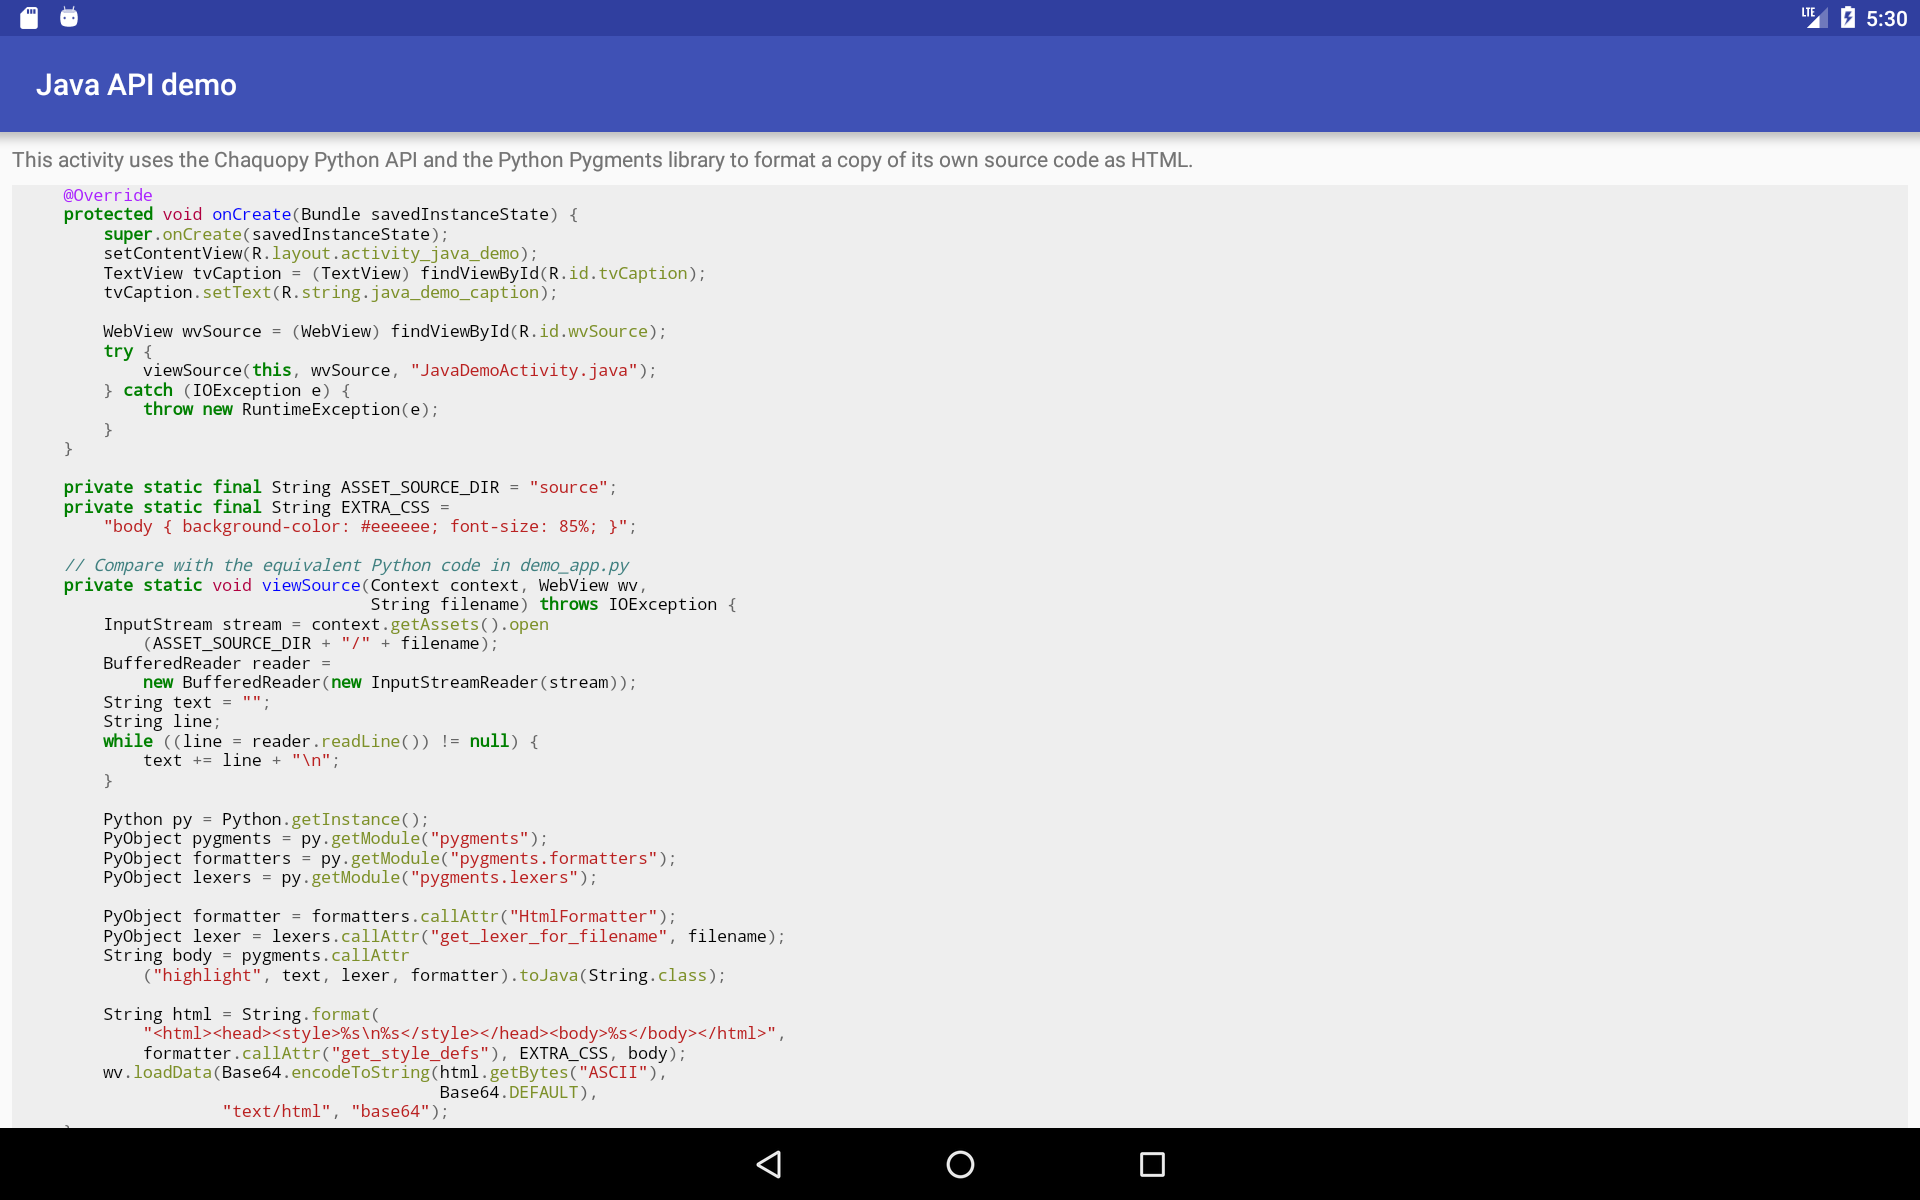 LTE 5:30
Java API demo
This activity uses the Chaquopy Python API and the Python Pygments library to format a copy of its own source code as HTML.
@Override
protected void onCreate(Bundle savedInstanceState) {
super.onCreate(savedInstanceState);
setContentView(R.layout.activity_java_demo);
TextView tvCaption = (TextView) findViewById(R.id.tvCaption);
tvCaption.setText(R.string.java_demo_caption);
WebView wvSource = (WebView) findViewById(R.id.wvSource);
try {
viewSource(this, wvSource, "JavaDemoActivity.java");
} catch (IOException e) {
throw new RuntimeException(e);
}
}
private static final String ASSET_SOURCE_DIR = "source";
private static final String EXTRA_CSS =
"body { background-color: #eeeeee; font-size: 85%; }";
// Compare with the equivalent Python code in demo_app.py
private static void viewSource(Context context, WebView wv,
String filename) throws IOException {
InputStream stream = context.getAssets().open
(ASSET_SOURCE_DIR + "/" + filename);
BufferedReader reader =
new BufferedReader(new InputStreamReader(stream));
String text = "";
String line;
while ((line = reader.readLine()) != null) {
text += line + "\n";
}
Python py = Python.getInstance();
PyObject pygments = py.getModule("pygments");
PyObject formatters = py.getModule("pygments.formatters");
PyObject lexers = py.getModule("pygments.lexers");
PyObject formatter = formatters.callAttr("HtmlFormatter");
PyObject lexer = lexers.callAttr("get_lexer_for_filename", filename);
String body = pygments.callAttr
("highlight", text, lexer, formatter).toJava(String.class);
String html = String.format(
"<html><head><style>%s\n%s</style></head><body>%s</body></html>",
formatter.callAttr("get_style_defs"), EXTRA_CSS, body);
wv.loadData(Base64.encodeToString(html.getBytes("ASCII"),
Base64.DEFAULT),
"text/html", "base64");